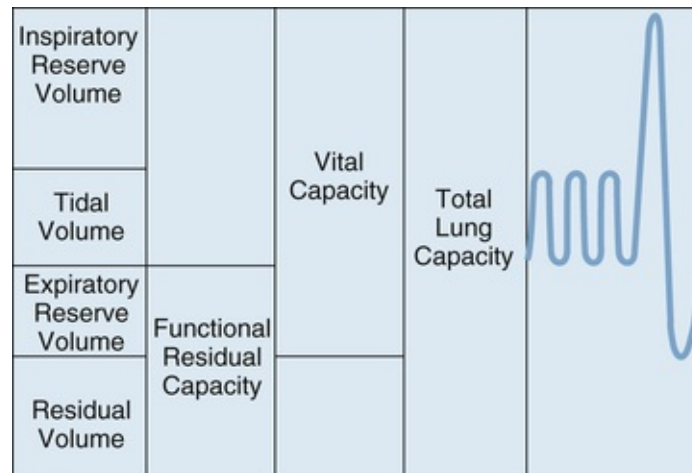 Inspiratory
Reserve
Volume
Tidal
Volume
Expiratory
Reserve
Volume
Residual
Volume
Functional
Residual
Capacity
Vital
Capacity
Total
Lung
Capacity